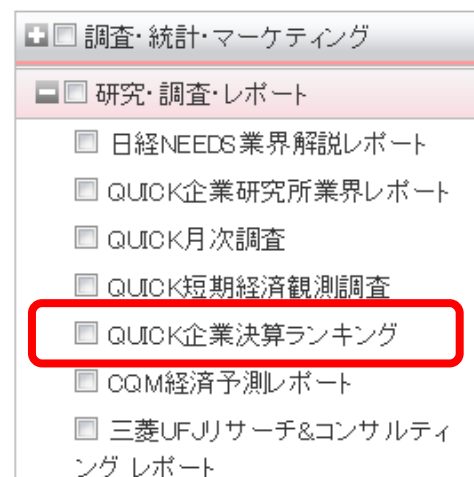 調査・統計・マーケティング
研究・調査・レポート
日経NEEDS業界解説レポート
QUICK企業研究所業界レポート
QUICK月次調査
QUICK短期経済観測調査
QUICK企業決算ランキング
CQM経済予測レポート
三菱UFJリサーチ&コンサルティ
ング レポート